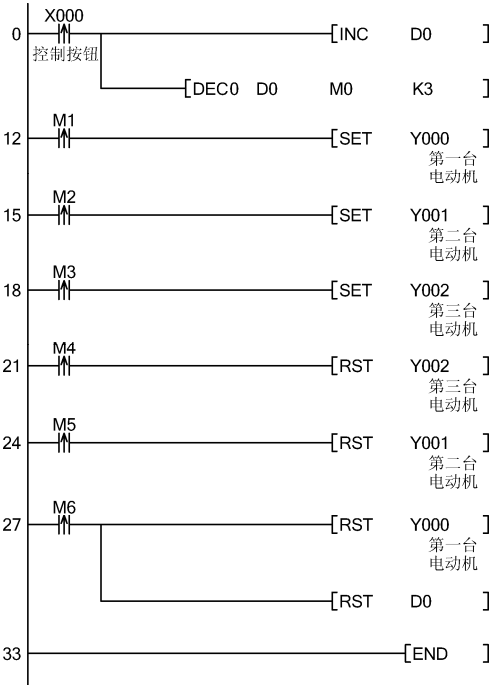 X000
0 INC D0
控制按钮
DEC0 D0 M0 K3
M1
12 SET Y000
第一台
电动机
M2
15 SET Y001
第二台
电动机
M3
18 SET Y002
第三台
电动机
M4
21 RST Y002
第三台
电动机
M5
24 RST Y001
第二台
电动机
M6
27 RST Y000
第一台
电动机
RST D0
33 END